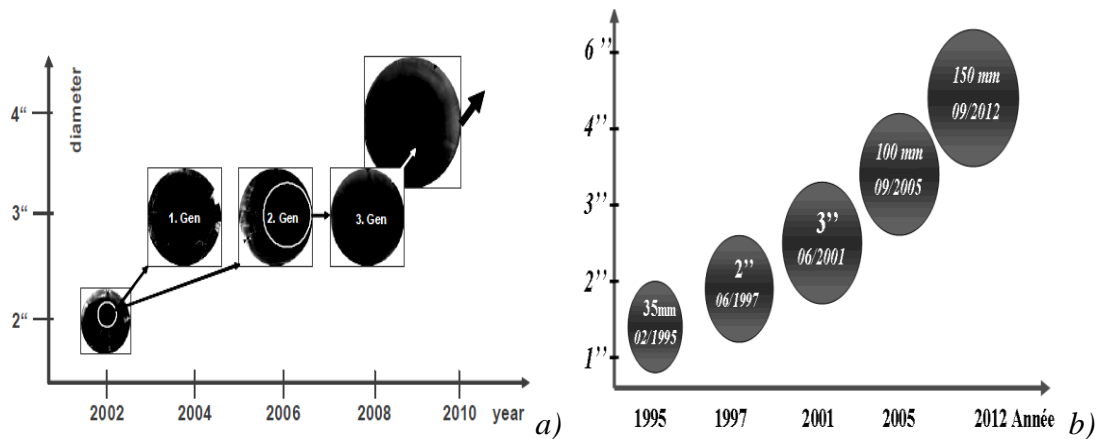 diameter
4“
3“
2“
1. Gen
2. Gen
3. Gen
2002
2004
2006
2008
2010
year
a)
6’’
4’’
3’’
2’’
1’’
35mm
02/1995
2’’
06/1997
3’’
06/2001
100 mm
09/2005
150 mm
09/2012
1995
1997
2001
2005
2012 Année
b)